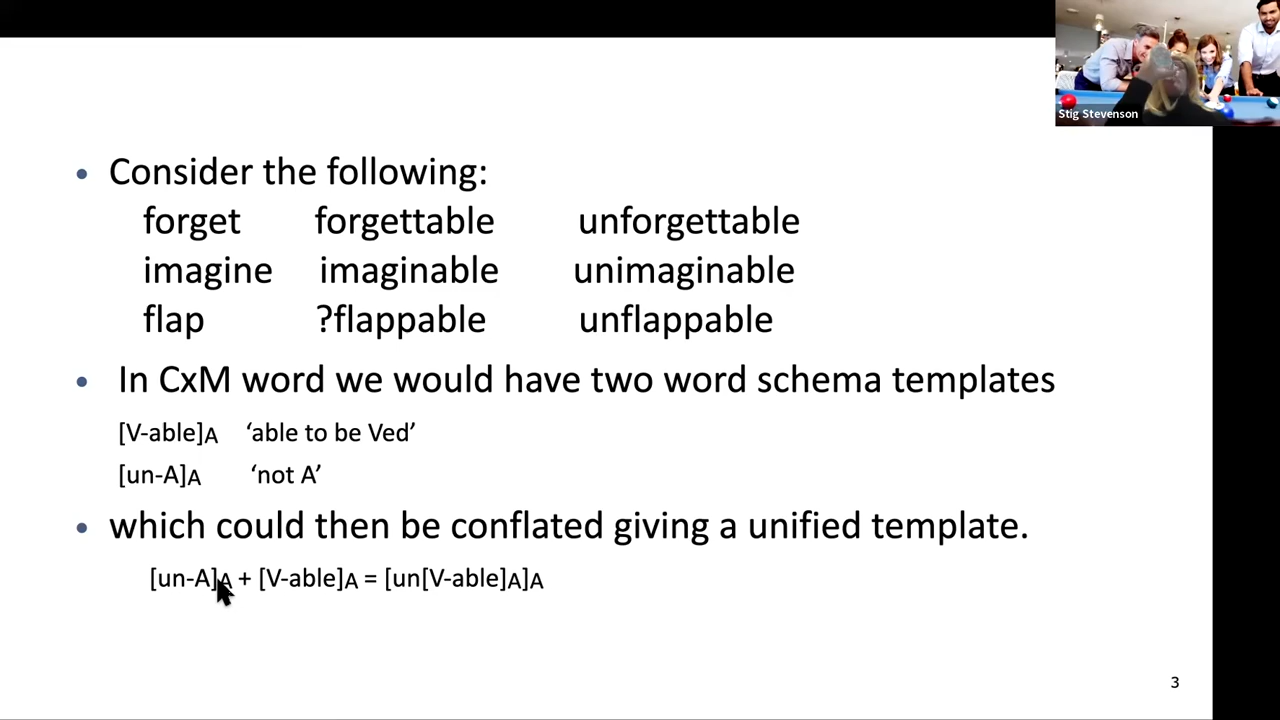 Stig Stevenson
• Consider the following:
forget forgettable unforgettable
imagine imaginable unimaginable
flap ?flappable unflappable
• In CxM word we would have two word schema templates
[V-able]A ‘able to be Ved’
[un-A]A ‘not A’
• which could then be conflated giving a unified template.
[un-A]A + [V-able]A = [un[V-able]A]A
3